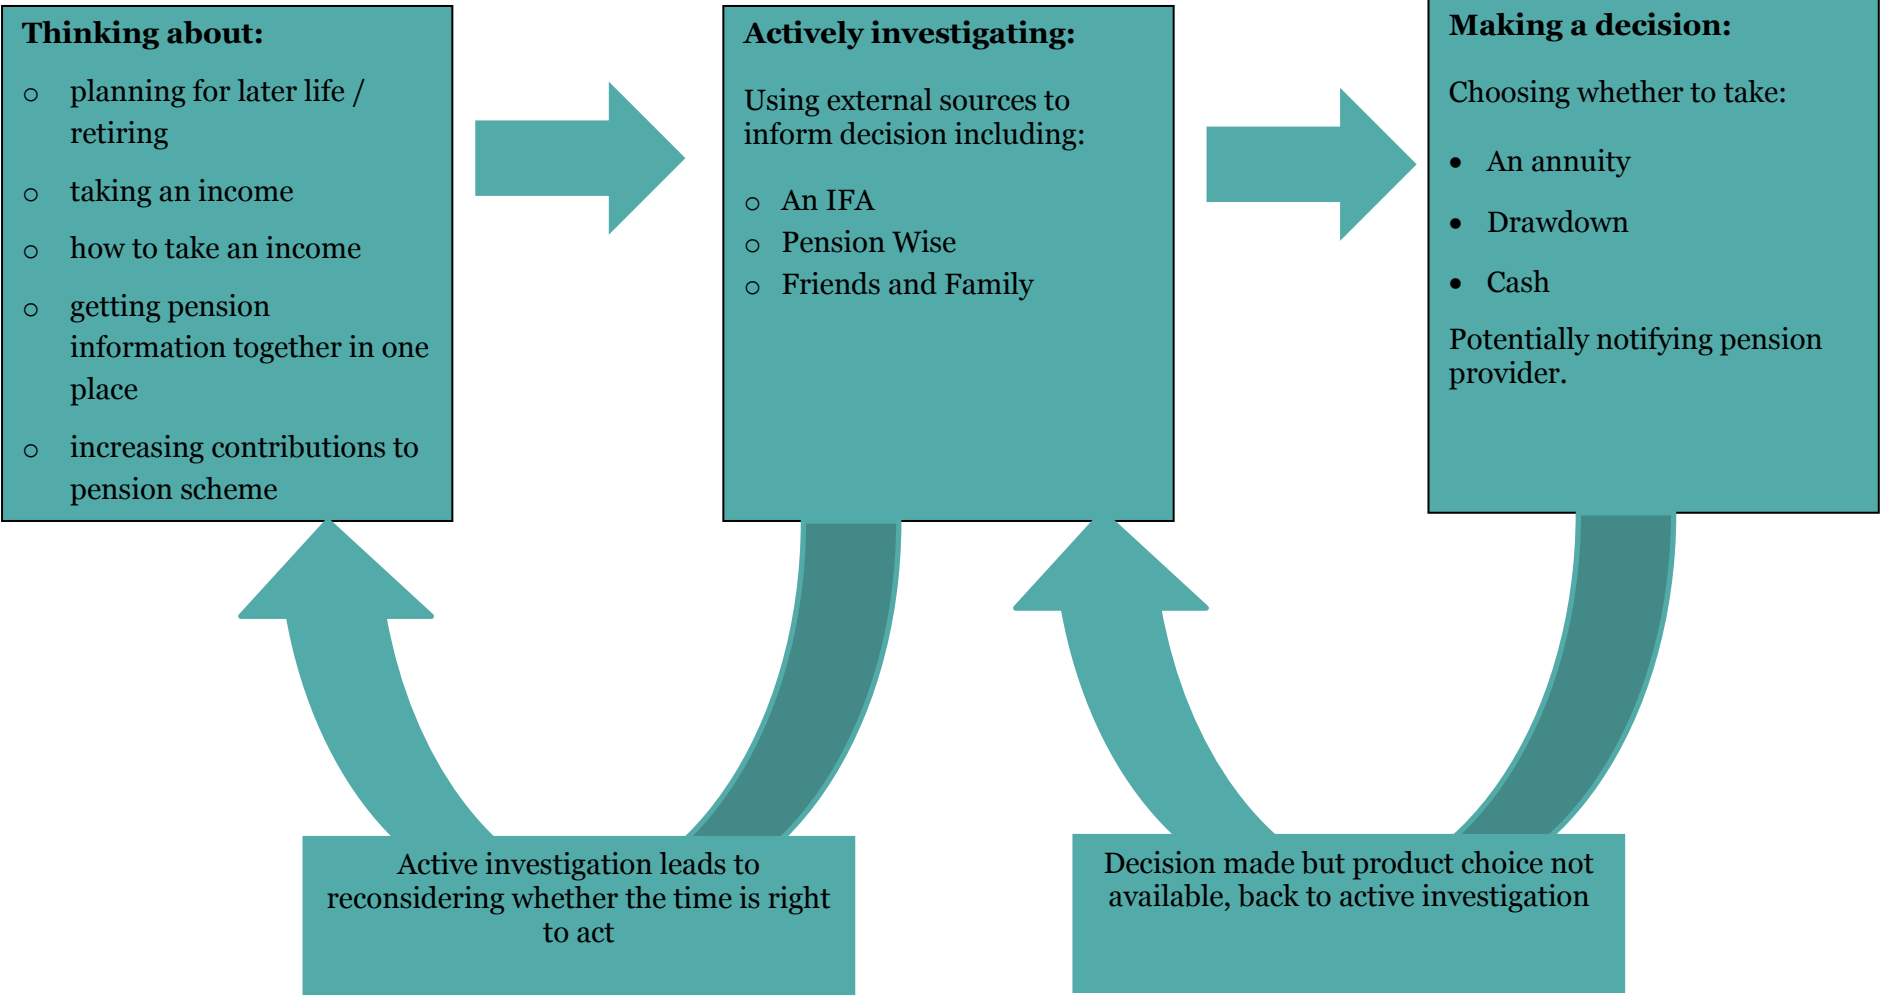 Thinking about:
o planning for later life /
retiring
o taking an income
o how to take an income
o getting pension
information together in one
place
o increasing contributions to
pension scheme
Actively investigating:
Using external sources to
inform decision including:
o An IFA
o Pension Wise
o Friends and Family
Making a decision:
Choosing whether to take:
• An annuity
• Drawdown
• Cash
Potentially notifying pension
provider.
Active investigation leads to
reconsidering whether the time is right
to act
Decision made but product choice not
available, back to active investigation